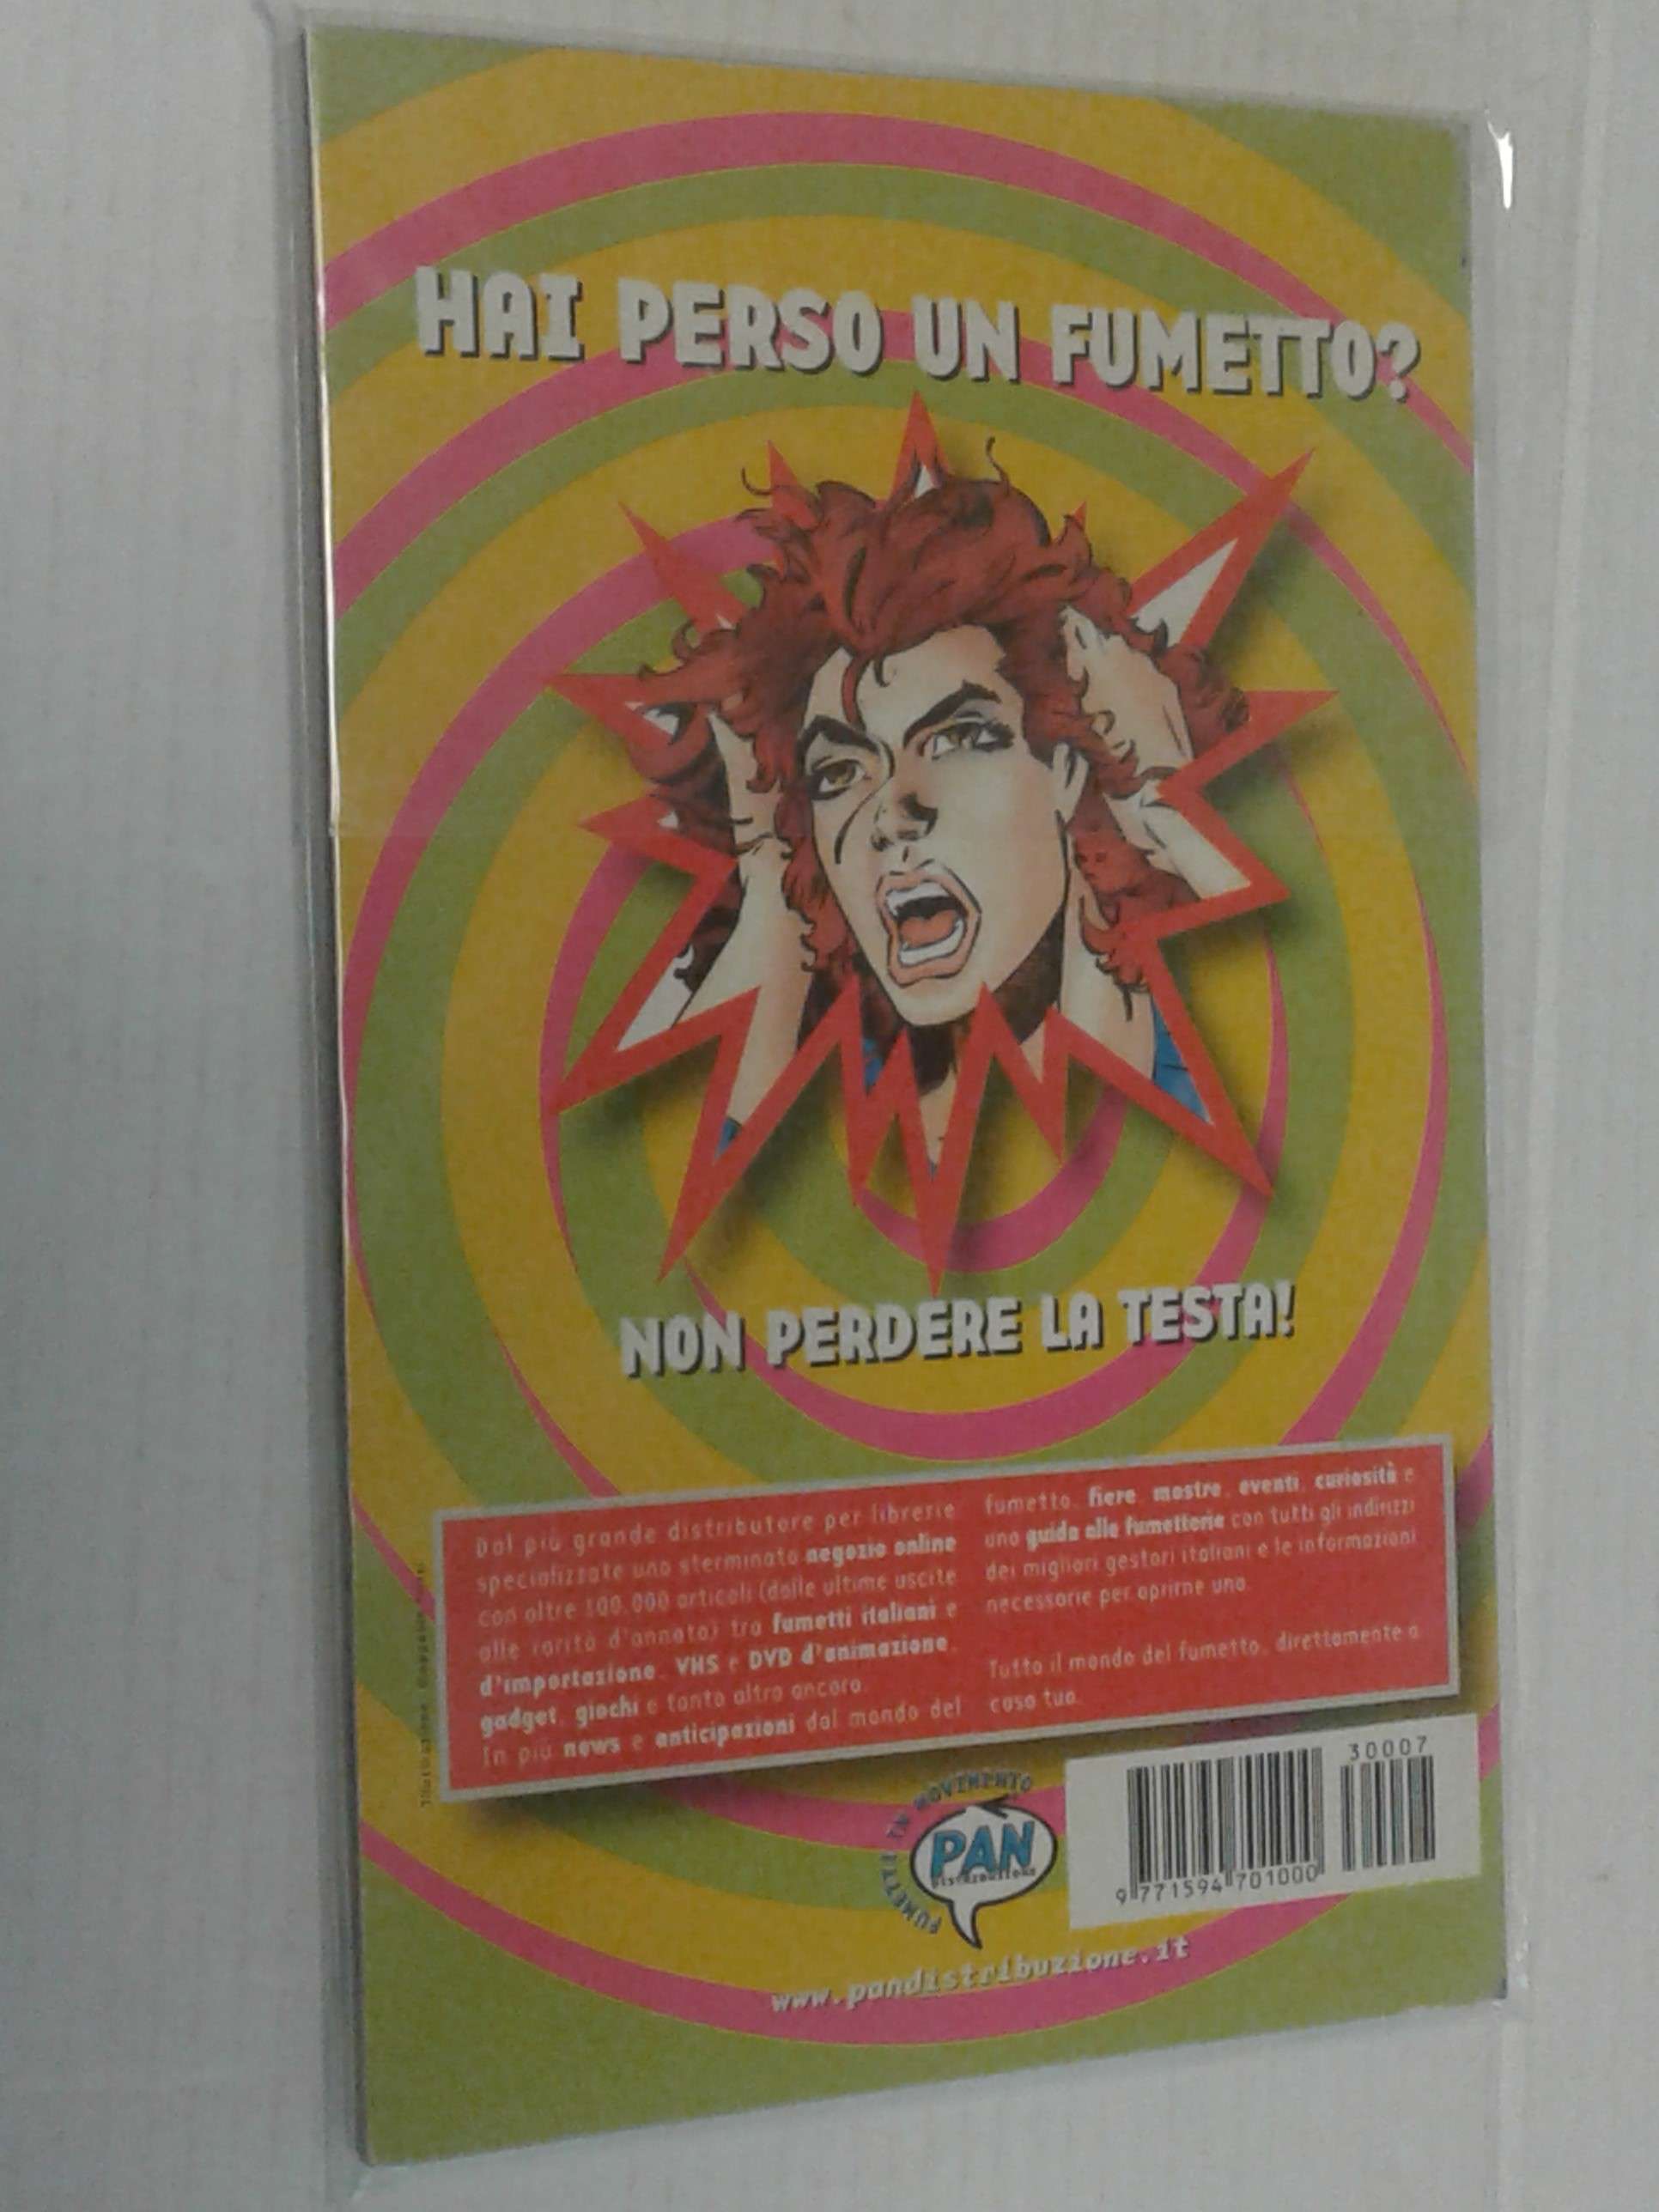 HAI PERSO UN FUMETTO?
NON PERDERE LA TESTA!
Dal più grande distributore per librerie
specializzate uno sterminato negozio online
con oltre 100.000 articoli (dalle ultime uscite
alle rarità d'annata) tra fumetti italiani e
d'importazione, VHS e DVD d'animazione,
gadget, giochi e tanto altro ancora.
In più news e anticipazioni dal mondo del
fumetto, fiere, mostre, eventi, curiosità e
una guida alle fumetterie con tutti gli indirizzi
dei migliori gestori italiani e le informazioni
necessarie per aprirne una.
Tutto il mondo del fumetto, direttamente a
casa tua.
FUMETTI IN MOVIMENTO
PAN
DISTRIBUZIONE
30007
9 771594 701000
www.pandistribuzione.it
Illustrazione